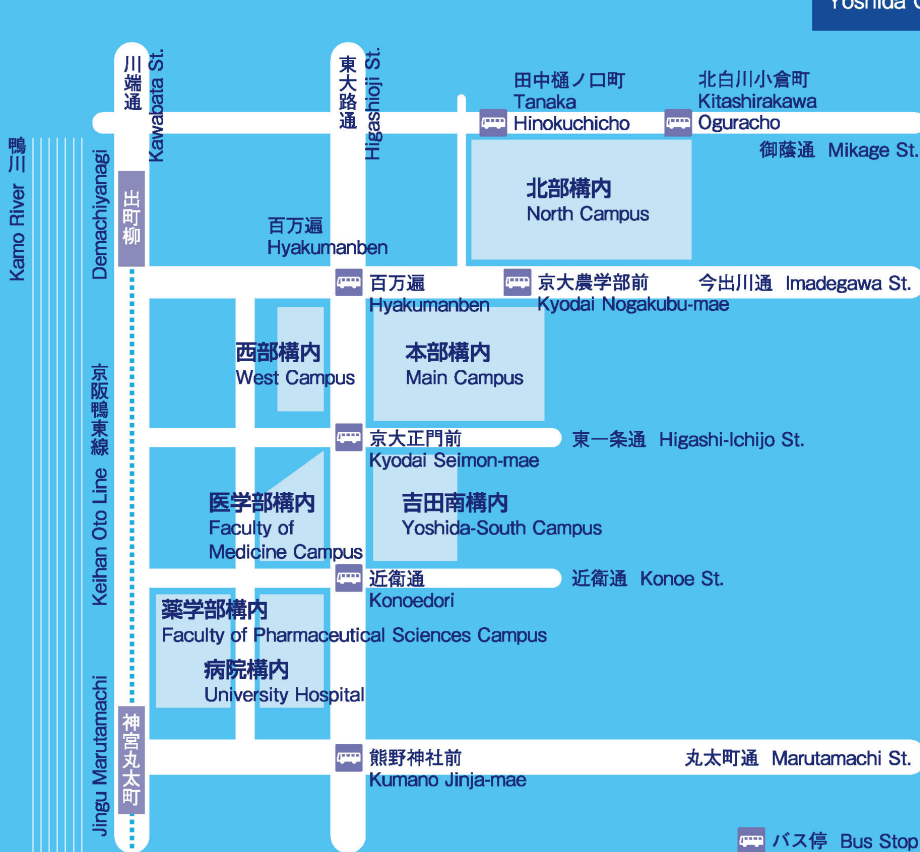 Yoshida
川端通
Kawabata St.
東大路通
Higashioji St.
田中樋ノ口町
Tanaka
Hinokuchicho
北白川小倉町
Kitashirakawa
Oguracho
御蔭通 Mikage St.
鴨川
Kamo River
出町柳
Demachiyanagi
北部構内
North Campus
百万遍
Hyakumanben
百万遍
Hyakumanben
京大農学部前
Kyodai Nogakubu-mae
今出川通 Imadegawa St.
西部構内
West Campus
本部構内
Main Campus
京阪鴨東線
Keihan Oto Line
京大正門前
Kyodai Seimon-mae
東一条通 Higashi-Ichijo St.
医学部構内
Faculty of
Medicine Campus
吉田南構内
Yoshida-South Campus
近衛通
Konoedori
近衛通 Konoe St.
薬学部構内
Faculty of Pharmaceutical Sciences Campus
病院構内
University Hospital
神宮丸太町
Jingu Marutamachi
熊野神社前
Kumano Jinja-mae
丸太町通 Marutamachi St.
バス停 Bus Stop